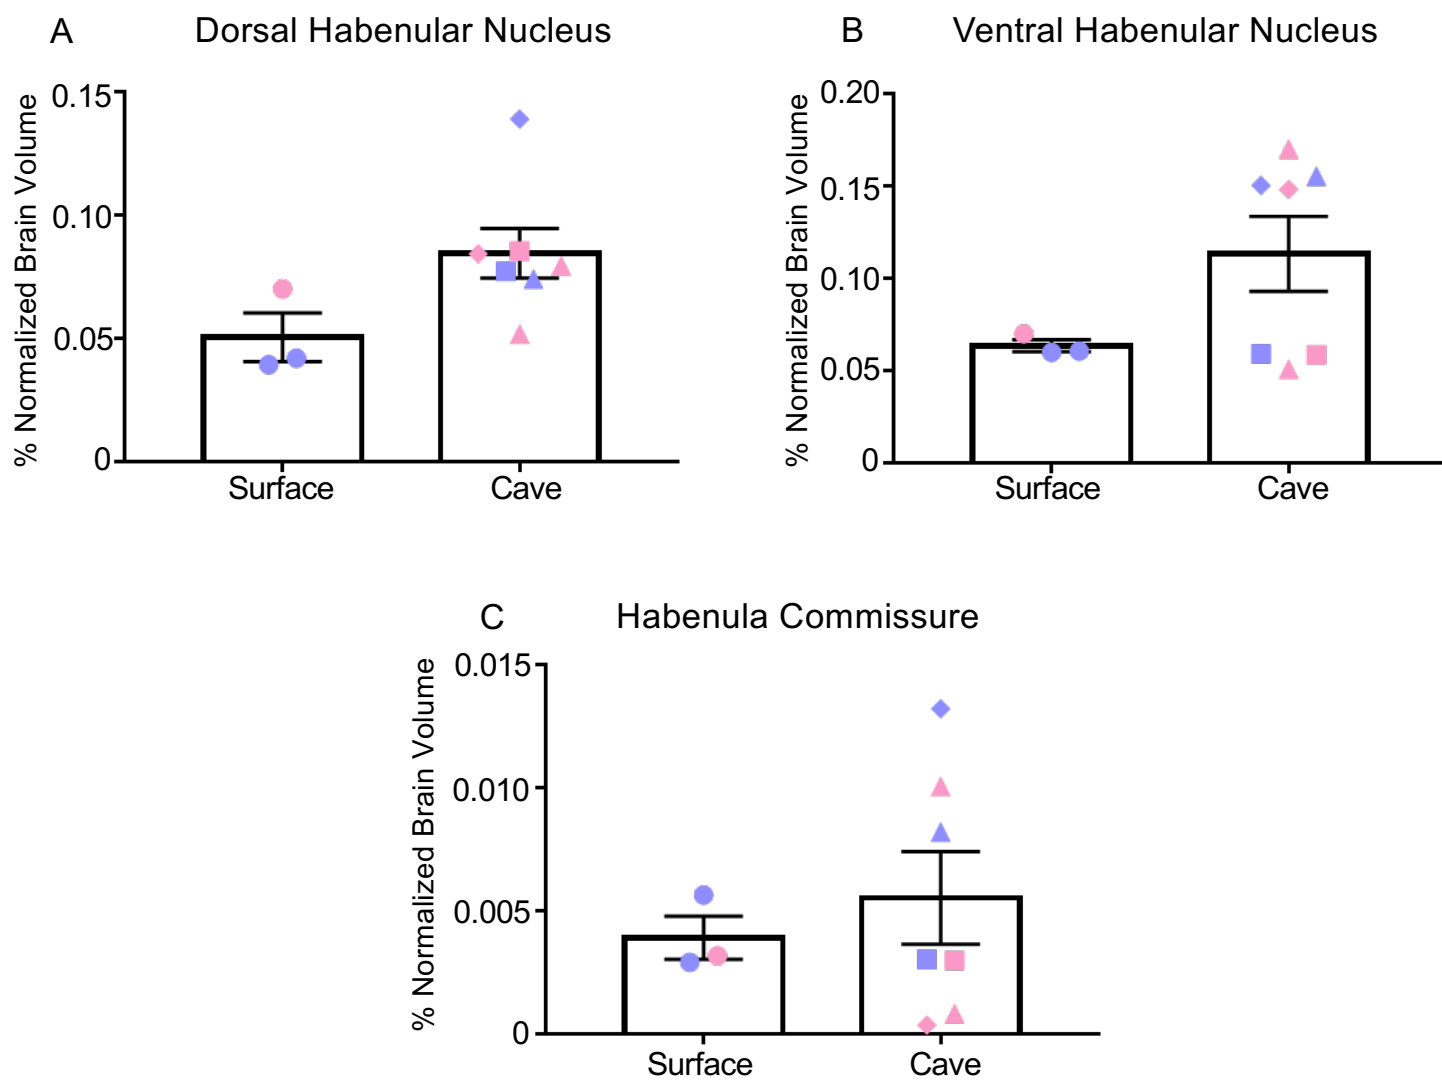 A Dorsal Habenular Nucleus
% Normalized Brain Volume
0.15
0.10
0.05
0
Surface Cave
B Ventral Habenular Nucleus
% Normalized Brain Volume
0.20
0.15
0.10
0.05
0
Surface Cave
C Habenula Commissure
% Normalized Brain Volume
0.015
0.010
0.005
0
Surface Cave